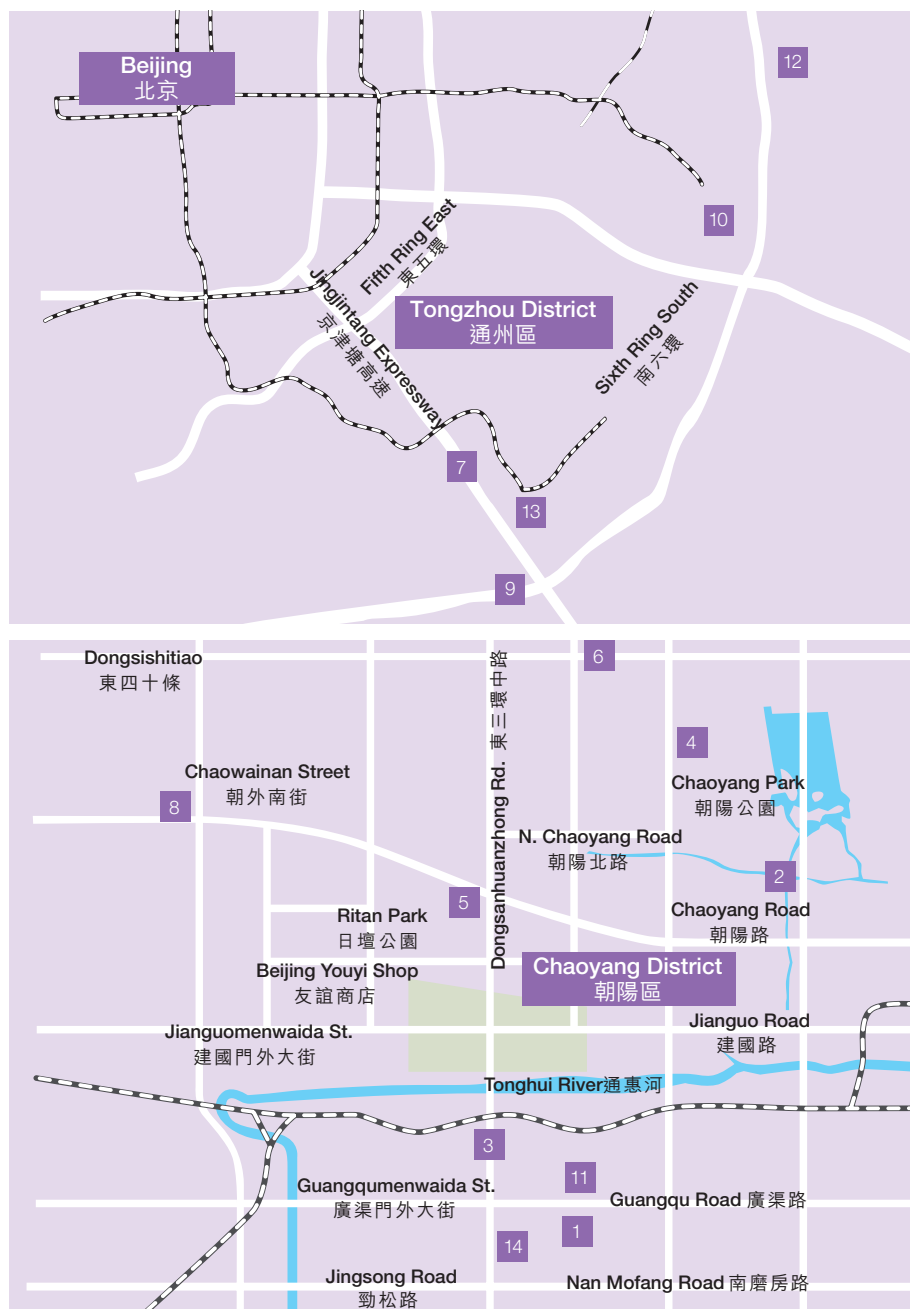 Beijing
北京
12
10
Fifth Ring East
東五環
Jingjintang Expressway
京津塘高速
Tongzhou District
通州區
Sixth Ring South
南六環
7
13
9
Dongsishitiao
東四十條
6
Dongsanhuanzhong Rd. 東三環中路
4
Chaowainan Street
朝外南街
8
Chaoyang Park
朝陽公園
N. Chaoyang Road
朝陽北路
2
5
Ritan Park
日壇公園
Chaoyang Road
朝陽路
Beijing Youyi Shop
友誼商店
Chaoyang District
朝陽區
Jianguomenwaida St.
建國門外大街
Jianguo Road
建國路
Tonghui River通惠河
3
11
Guangqumenwaida St.
廣渠門外大街
Guangqu Road 廣渠路
1
14
Jingsong Road
勁松路
Nan Mofang Road 南磨房路